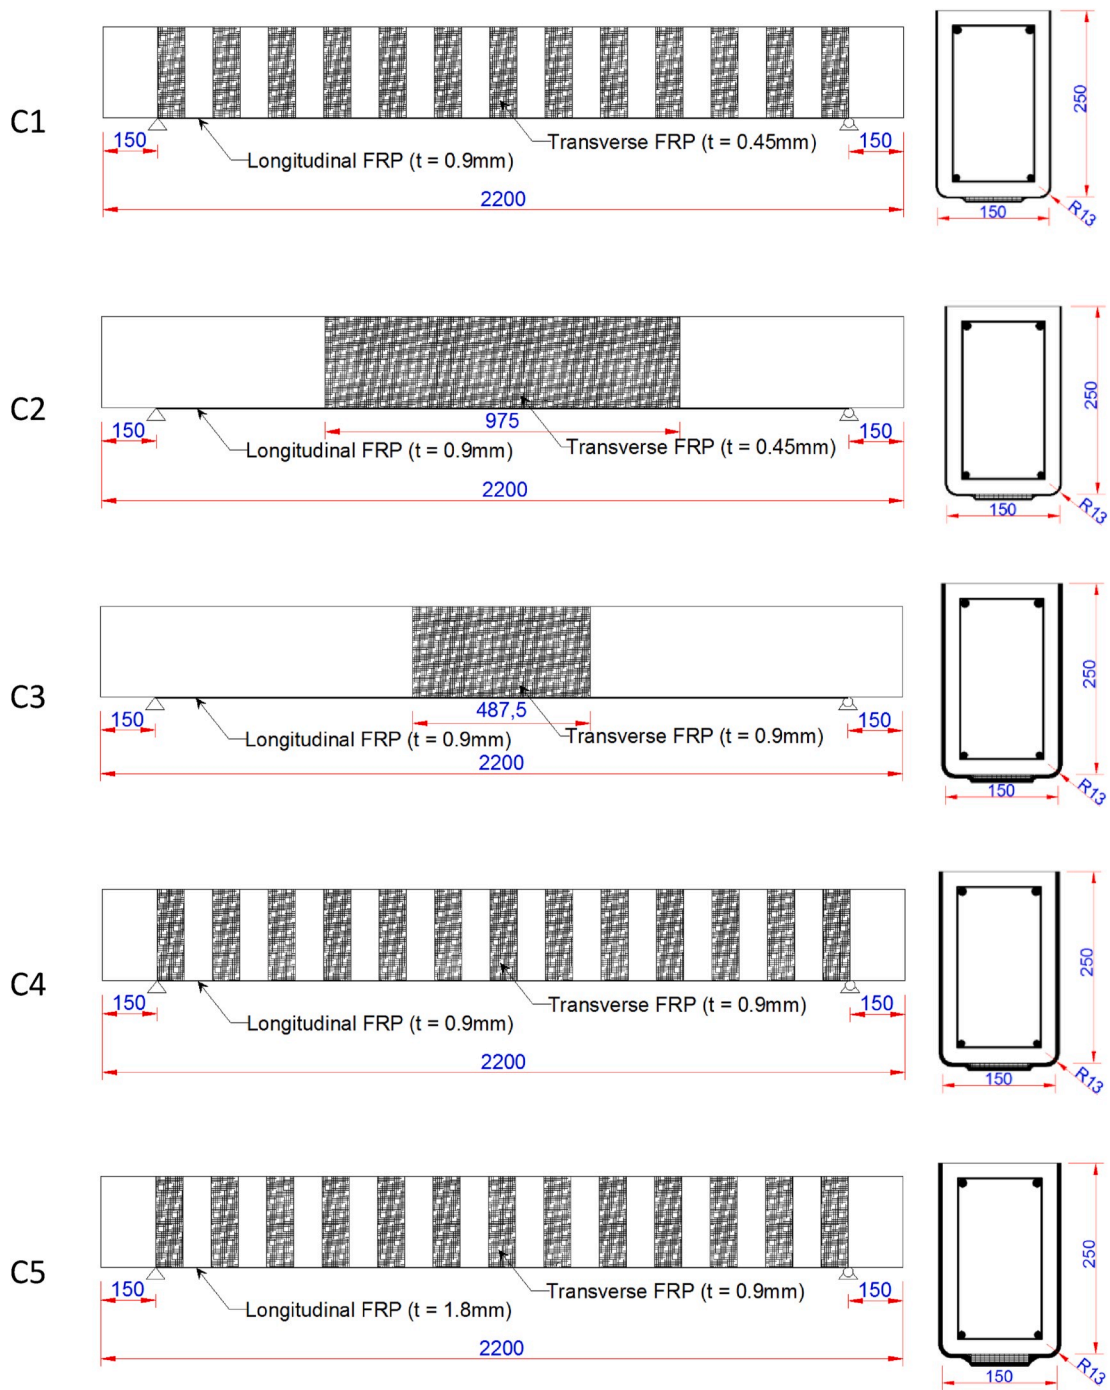 C1
150
Longitudinal FRP (t = 0.9mm)
Transverse FRP (t = 0.45mm)
150
2200
250
150
R13
C2
150
Longitudinal FRP (t = 0.9mm)
975
Transverse FRP (t = 0.45mm)
150
2200
250
150
R13
C3
150
Longitudinal FRP (t = 0.9mm)
487,5
Transverse FRP (t = 0.9mm)
150
2200
250
150
R13
C4
150
Longitudinal FRP (t = 0.9mm)
Transverse FRP (t = 0.9mm)
150
2200
250
150
R13
C5
150
Longitudinal FRP (t = 1.8mm)
Transverse FRP (t = 0.9mm)
150
2200
250
150
R13